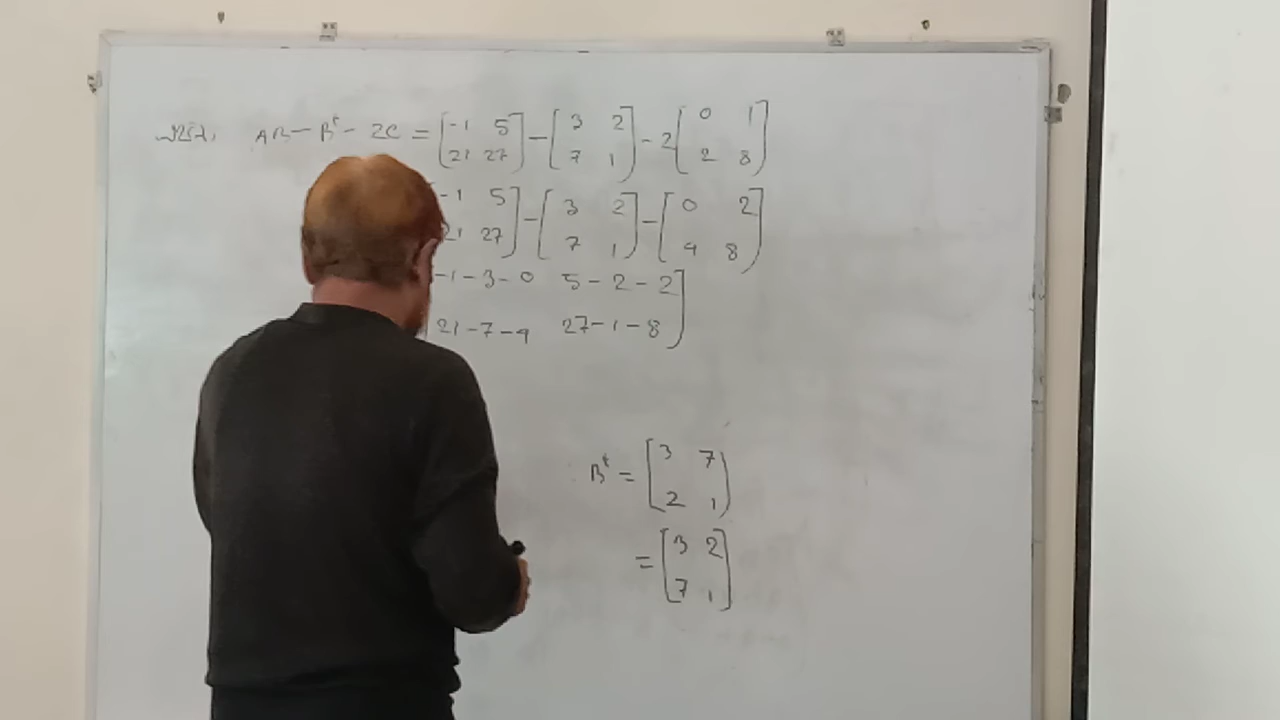 AB - B^t - 2C = [-1 5 21 27] - [3 2 7 1] - 2[0 1 2 8]
-1 5 21 27] - [3 2 7 1] - [0 2 4 8]
-1-3-0 5-2-2 21-7-4 27-1-8]
B^t = [3 7 2 1]
= [3 2 7 1]